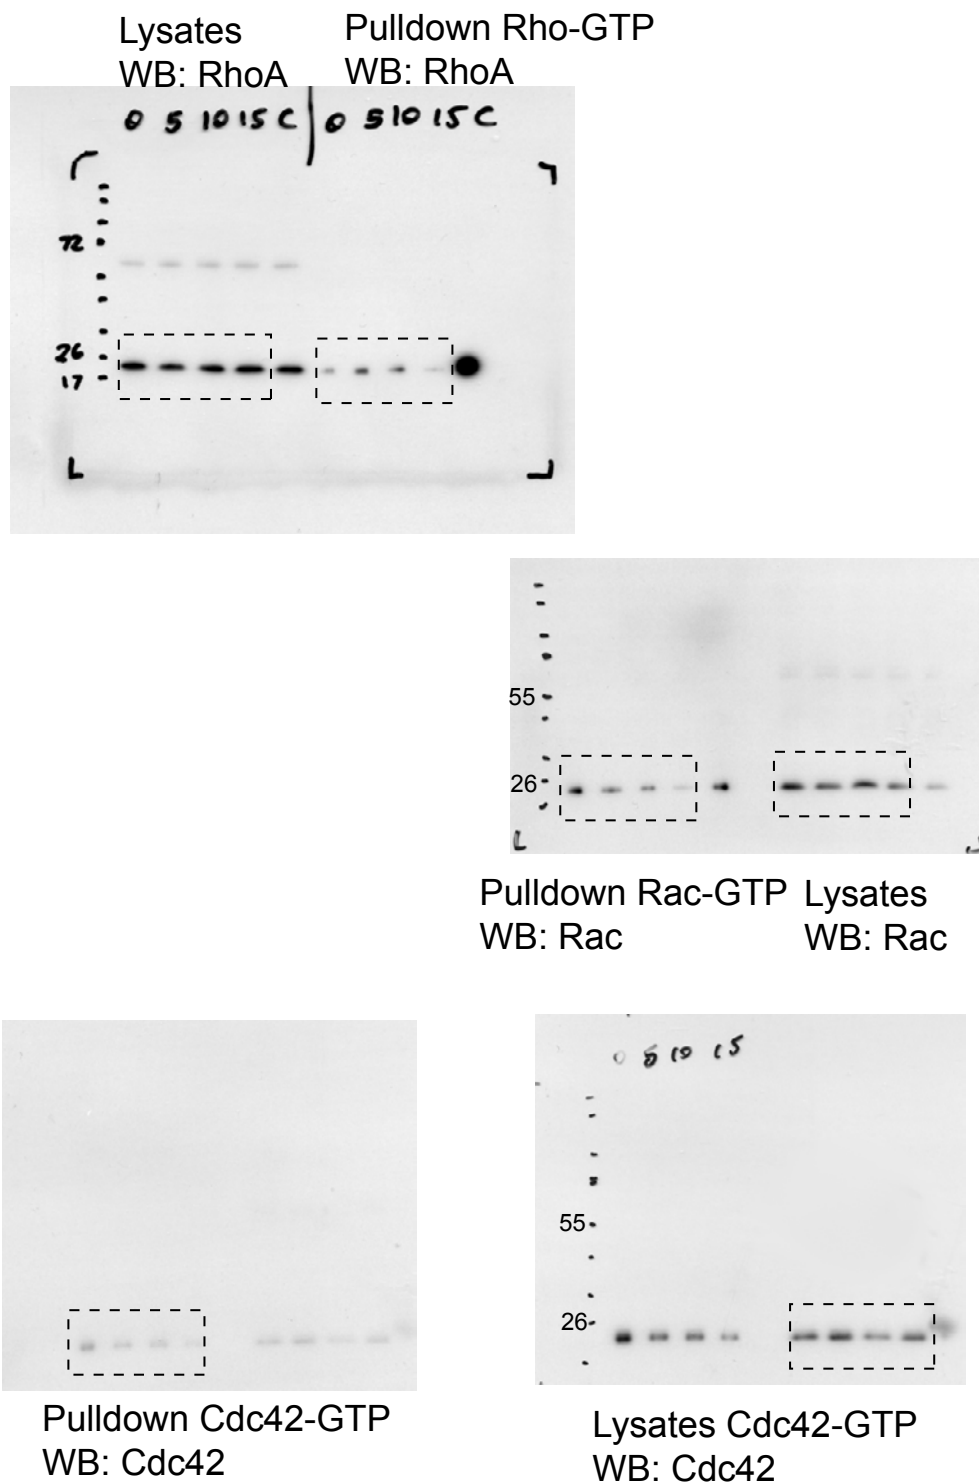 Lysates
WB: RhoA
Pulldown Rho-GTP
WB: RhoA
0 5 10 15 C
0 5 10 15 C
72
26
17
55
26
Pulldown Rac-GTP
WB: Rac
Lysates
WB: Rac
0 5 10 15
55
26
Pulldown Cdc42-GTP
WB: Cdc42
Lysates Cdc42-GTP
WB: Cdc42